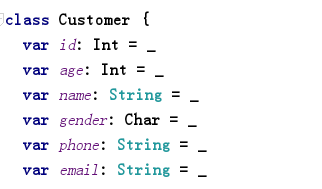 class Customer {
var id: Int = _
var age: Int = _
var name: String = _
var gender: Char = _
var phone: String = _
var email: String = _